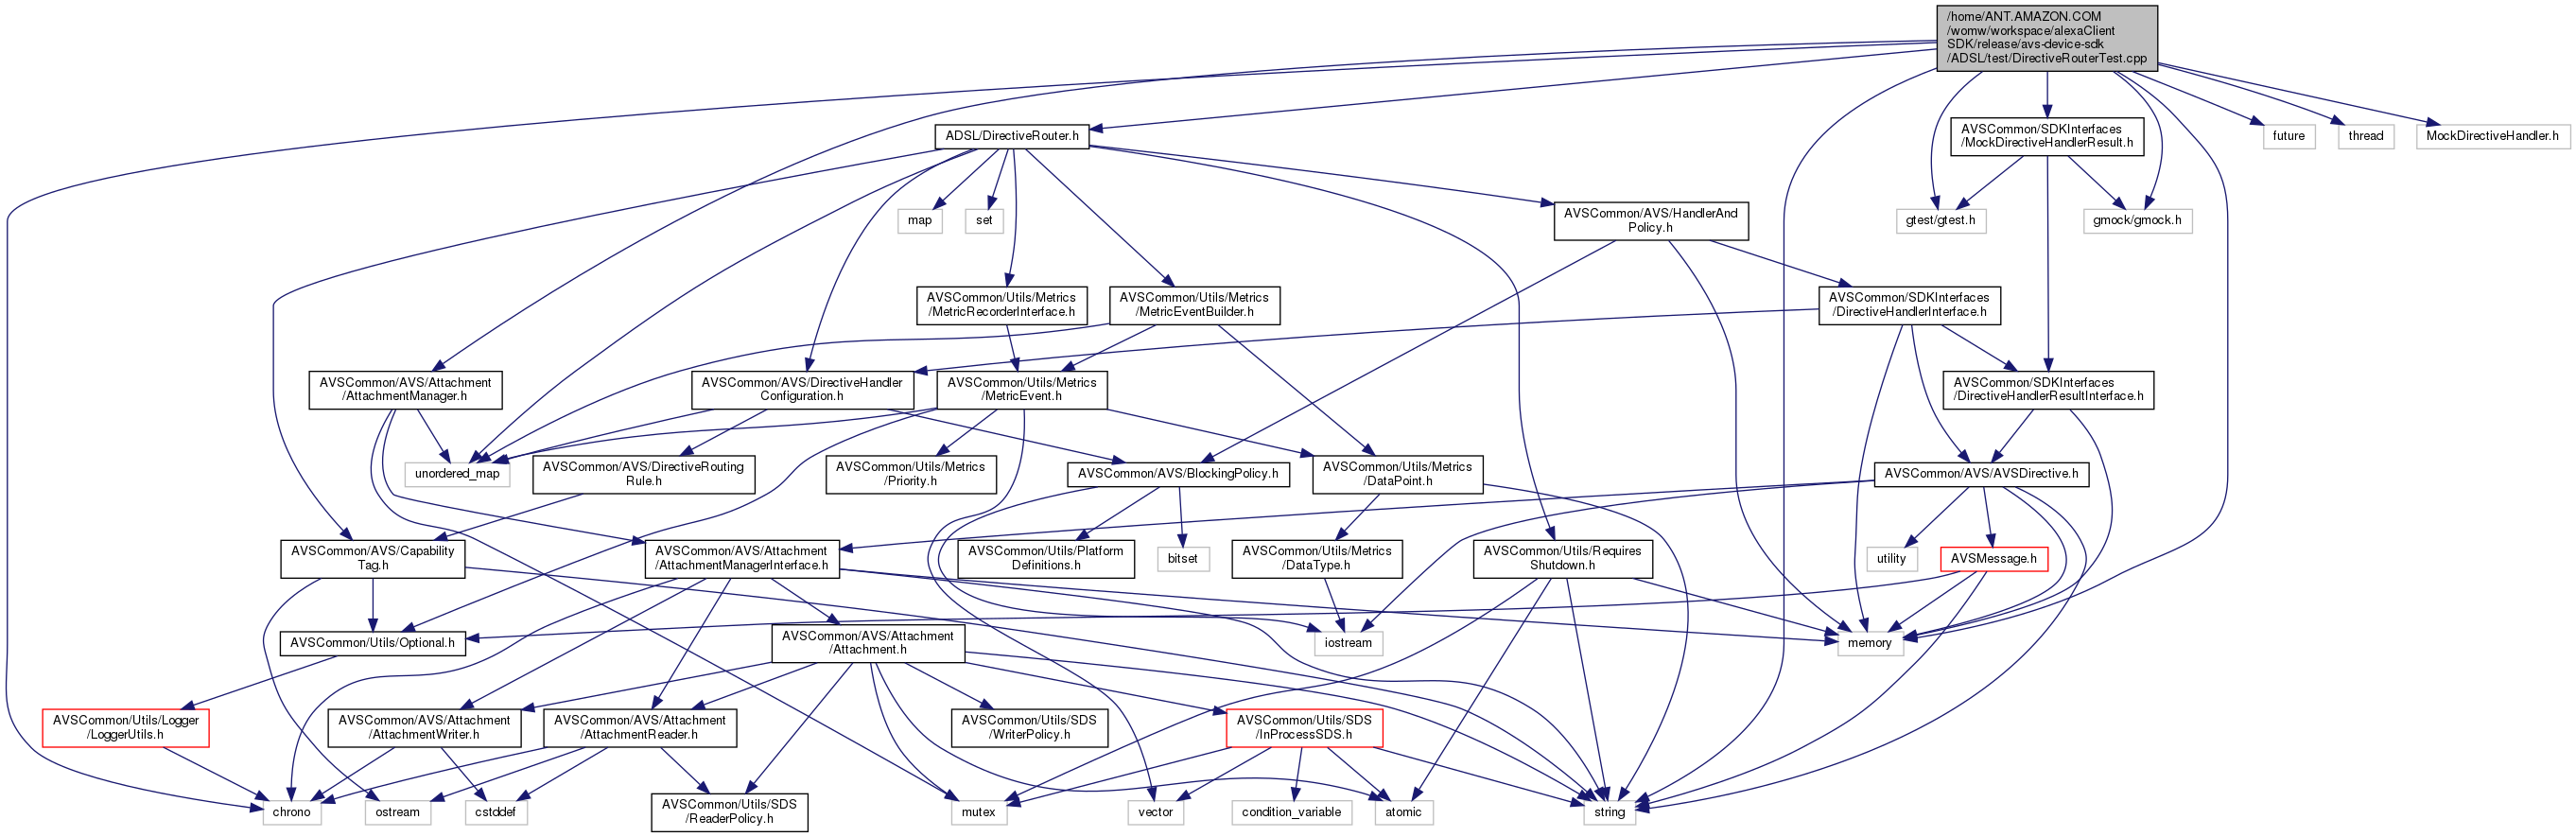 /home/ANT.AMAZON.COM
/womw/workspace/alexaClient
SDK/release/avs-device-sdk
/ADSL/test/DirectiveRouterTest.cpp
ADSL/DirectiveRouter.h
AVSCommon/SDKInterfaces
/MockDirectiveHandlerResult.h
future
thread
MockDirectiveHandler.h
map
set
AVSCommon/AVS/HandlerAnd
Policy.h
gtest/gtest.h
gmock/gmock.h
AVSCommon/Utils/Metrics
/MetricRecorderInterface.h
AVSCommon/Utils/Metrics
/MetricEventBuilder.h
AVSCommon/SDKInterfaces
/DirectiveHandlerInterface.h
AVSCommon/AVS/Attachment
/AttachmentManager.h
AVSCommon/AVS/DirectiveHandler
Configuration.h
AVSCommon/Utils/Metrics
/MetricEvent.h
AVSCommon/SDKInterfaces
/DirectiveHandlerResultInterface.h
unordered_map
AVSCommon/AVS/DirectiveRouting
Rule.h
AVSCommon/Utils/Metrics
/Priority.h
AVSCommon/AVS/BlockingPolicy.h
AVSCommon/Utils/Metrics
/DataPoint.h
AVSCommon/AVS/AVSDirective.h
AVSCommon/AVS/Capability
Tag.h
AVSCommon/AVS/Attachment
/AttachmentManagerInterface.h
AVSCommon/Utils/Platform
Definitions.h
bitset
AVSCommon/Utils/Metrics
/DataType.h
AVSCommon/Utils/Requires
Shutdown.h
utility
AVSMessage.h
AVSCommon/Utils/Optional.h
AVSCommon/AVS/Attachment
/Attachment.h
iostream
memory
AVSCommon/Utils/Logger
/LoggerUtils.h
AVSCommon/AVS/Attachment
/AttachmentWriter.h
AVSCommon/AVS/Attachment
/AttachmentReader.h
AVSCommon/Utils/SDS
/WriterPolicy.h
AVSCommon/Utils/SDS
/InProcessSDS.h
chrono
ostream
cstddef
AVSCommon/Utils/SDS
/ReaderPolicy.h
mutex
vector
condition_variable
atomic
string